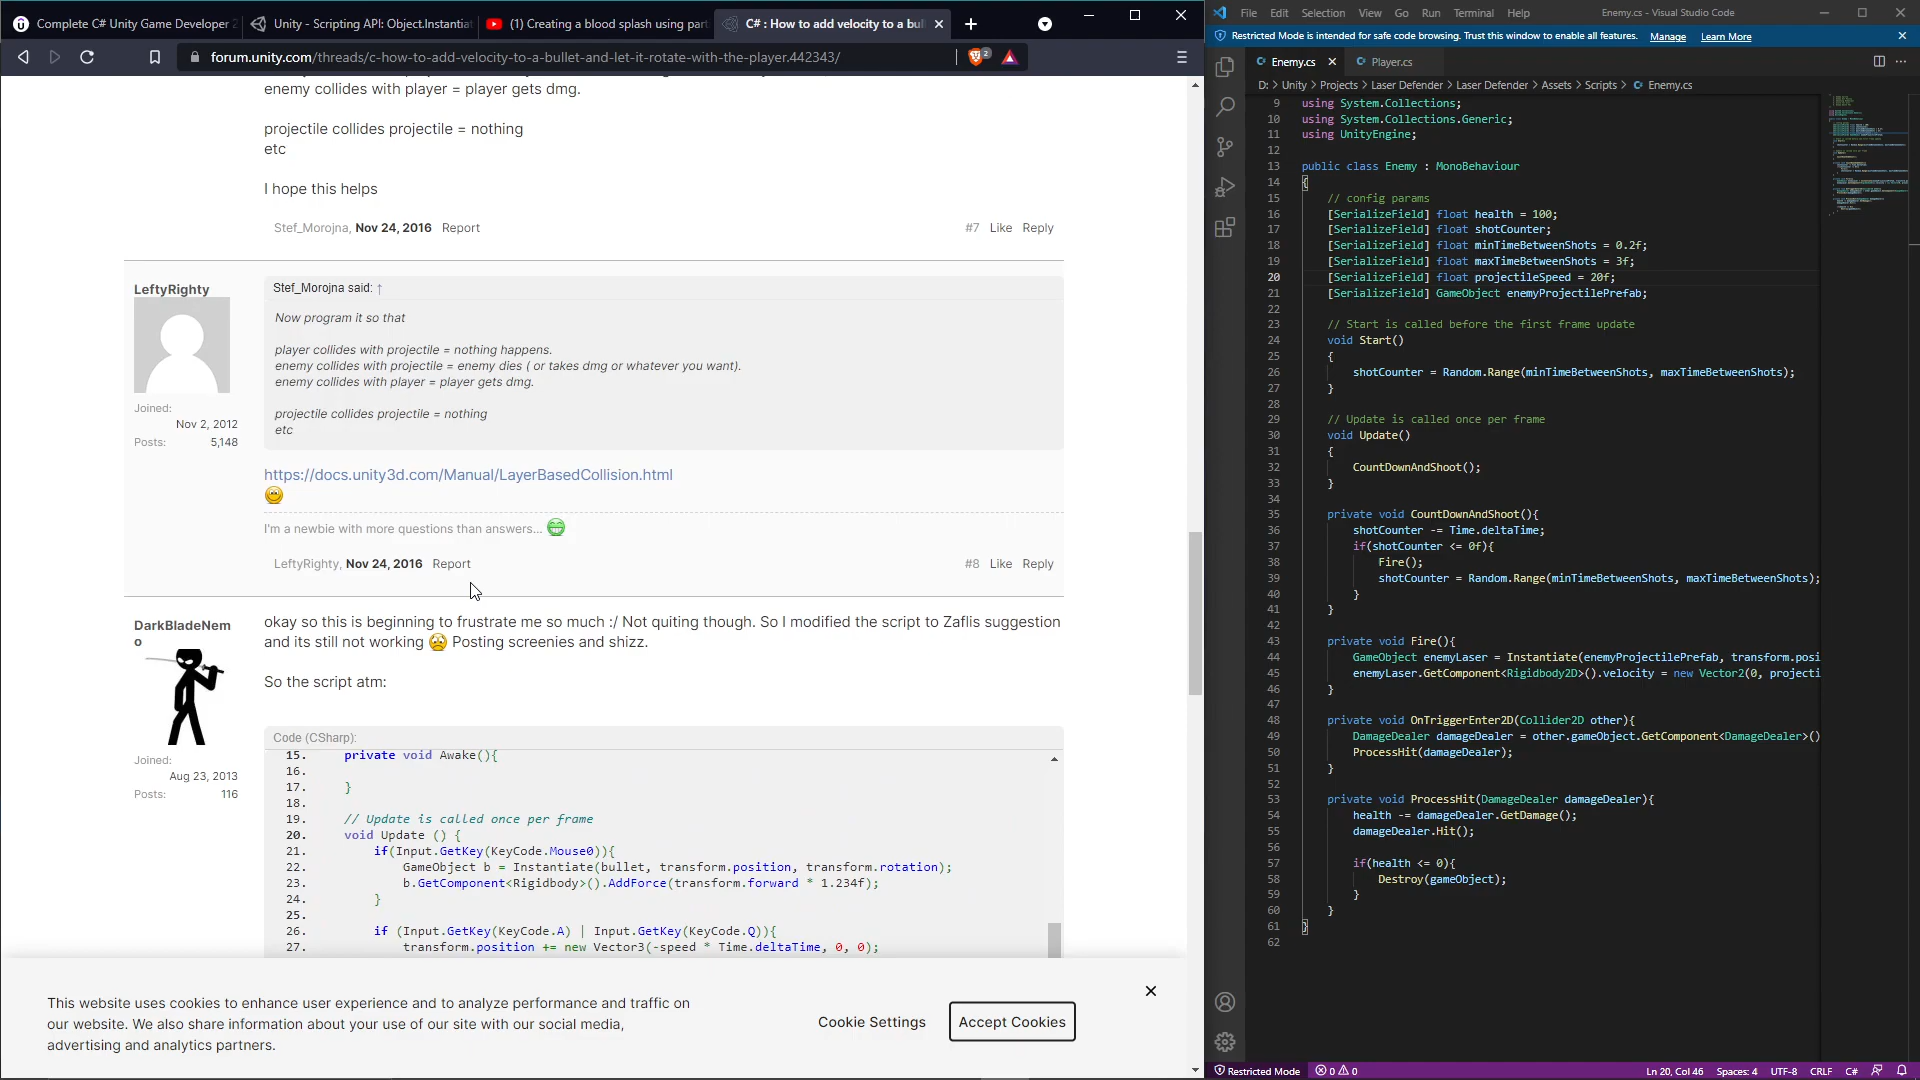 Complete C# Unity Game Developer 2
Unity - Scripting API: Object.Instantiat
(1) Creating a blood splash using part
C# : How to add velocity to a bul
forum.unity.com/threads/c-how-to-add-velocity-to-a-bullet-and-let-it-rotate-with-the-player.442343/
2
enemy collides with player = player gets dmg.
projectile collides projectile = nothing
etc
I hope this helps
Stef_Morojna, Nov 24, 2016 Report
#7 Like Reply
LeftyRighty
Joined:
Nov 2, 2012
Posts: 5,148
Stef_Morojna said: ↑
Now program it so that
player collides with projectile = nothing happens.
enemy collides with projectile = enemy dies ( or takes dmg or whatever you want).
enemy collides with player = player gets dmg.
projectile collides projectile = nothing
etc
https://docs.unity3d.com/Manual/LayerBasedCollision.html
I'm a newbie with more questions than answers...
LeftyRighty, Nov 24, 2016 Report
#8 Like Reply
DarkBladeNem
o
Joined:
Aug 23, 2013
Posts: 116
okay so this is beginning to frustrate me so much :/ Not quiting though. So I modified the script to Zaflis suggestion
and its still not working Posting screenies and shizz.
So the script atm:
Code (CSharp):
15. private void Awake(){
16.
17. }
18.
19. // Update is called once per frame
20. void Update () {
21. if(Input.GetKey(KeyCode.Mouse0)){
22. GameObject b = Instantiate(bullet, transform.position, transform.rotation);
23. b.GetComponent<Rigidbody>().AddForce(transform.forward * 1.234f);
24. }
25.
26. if (Input.GetKey(KeyCode.A) | Input.GetKey(KeyCode.Q)){
27. transform.position += new Vector3(-speed * Time.deltaTime, 0, 0);
This website uses cookies to enhance user experience and to analyze performance and traffic on
our website. We also share information about your use of our site with our social media,
advertising and analytics partners.
Cookie Settings
Accept Cookies
File Edit Selection View Go Run Terminal Help
Enemy.cs - Visual Studio Code
Restricted Mode is intended for safe code browsing. Trust this window to enable all features. Manage Learn More
Enemy.cs
Player.cs
D: > Unity > Projects > Laser Defender > Laser Defender > Assets > Scripts > Enemy.cs
9 using System.Collections;
10 using System.Collections.Generic;
11 using UnityEngine;
12
13 public class Enemy : MonoBehaviour
14 {
15 // config params
16 [SerializeField] float health = 100;
17 [SerializeField] float shotCounter;
18 [SerializeField] float minTimeBetweenShots = 0.2f;
19 [SerializeField] float maxTimeBetweenShots = 3f;
20 [SerializeField] float projectileSpeed = 20f;
21 [SerializeField] GameObject enemyProjectilePrefab;
22
23 // Start is called before the first frame update
24 void Start()
25 {
26 shotCounter = Random.Range(minTimeBetweenShots, maxTimeBetweenShots);
27 }
28
29 // Update is called once per frame
30 void Update()
31 {
32 CountDownAndShoot();
33 }
34
35 private void CountDownAndShoot(){
36 shotCounter -= Time.deltaTime;
37 if(shotCounter <= 0f){
38 Fire();
39 shotCounter = Random.Range(minTimeBetweenShots, maxTimeBetweenShots);
40 }
41 }
42
43 private void Fire(){
44 GameObject enemyLaser = Instantiate(enemyProjectilePrefab, transform.posi
45 enemyLaser.GetComponent<Rigidbody2D>().velocity = new Vector2(0, projecti
46 }
47
48 private void OnTriggerEnter2D(Collider2D other){
49 DamageDealer damageDealer = other.gameObject.GetComponent<DamageDealer>()
50 ProcessHit(damageDealer);
51 }
52
53 private void ProcessHit(DamageDealer damageDealer){
54 health -= damageDealer.GetDamage();
55 damageDealer.Hit();
56
57 if(health <= 0){
58 Destroy(gameObject);
59 }
60 }
61 }
62
Restricted Mode 0 0
Ln 20, Col 46 Spaces: 4 UTF-8 CRLF C#